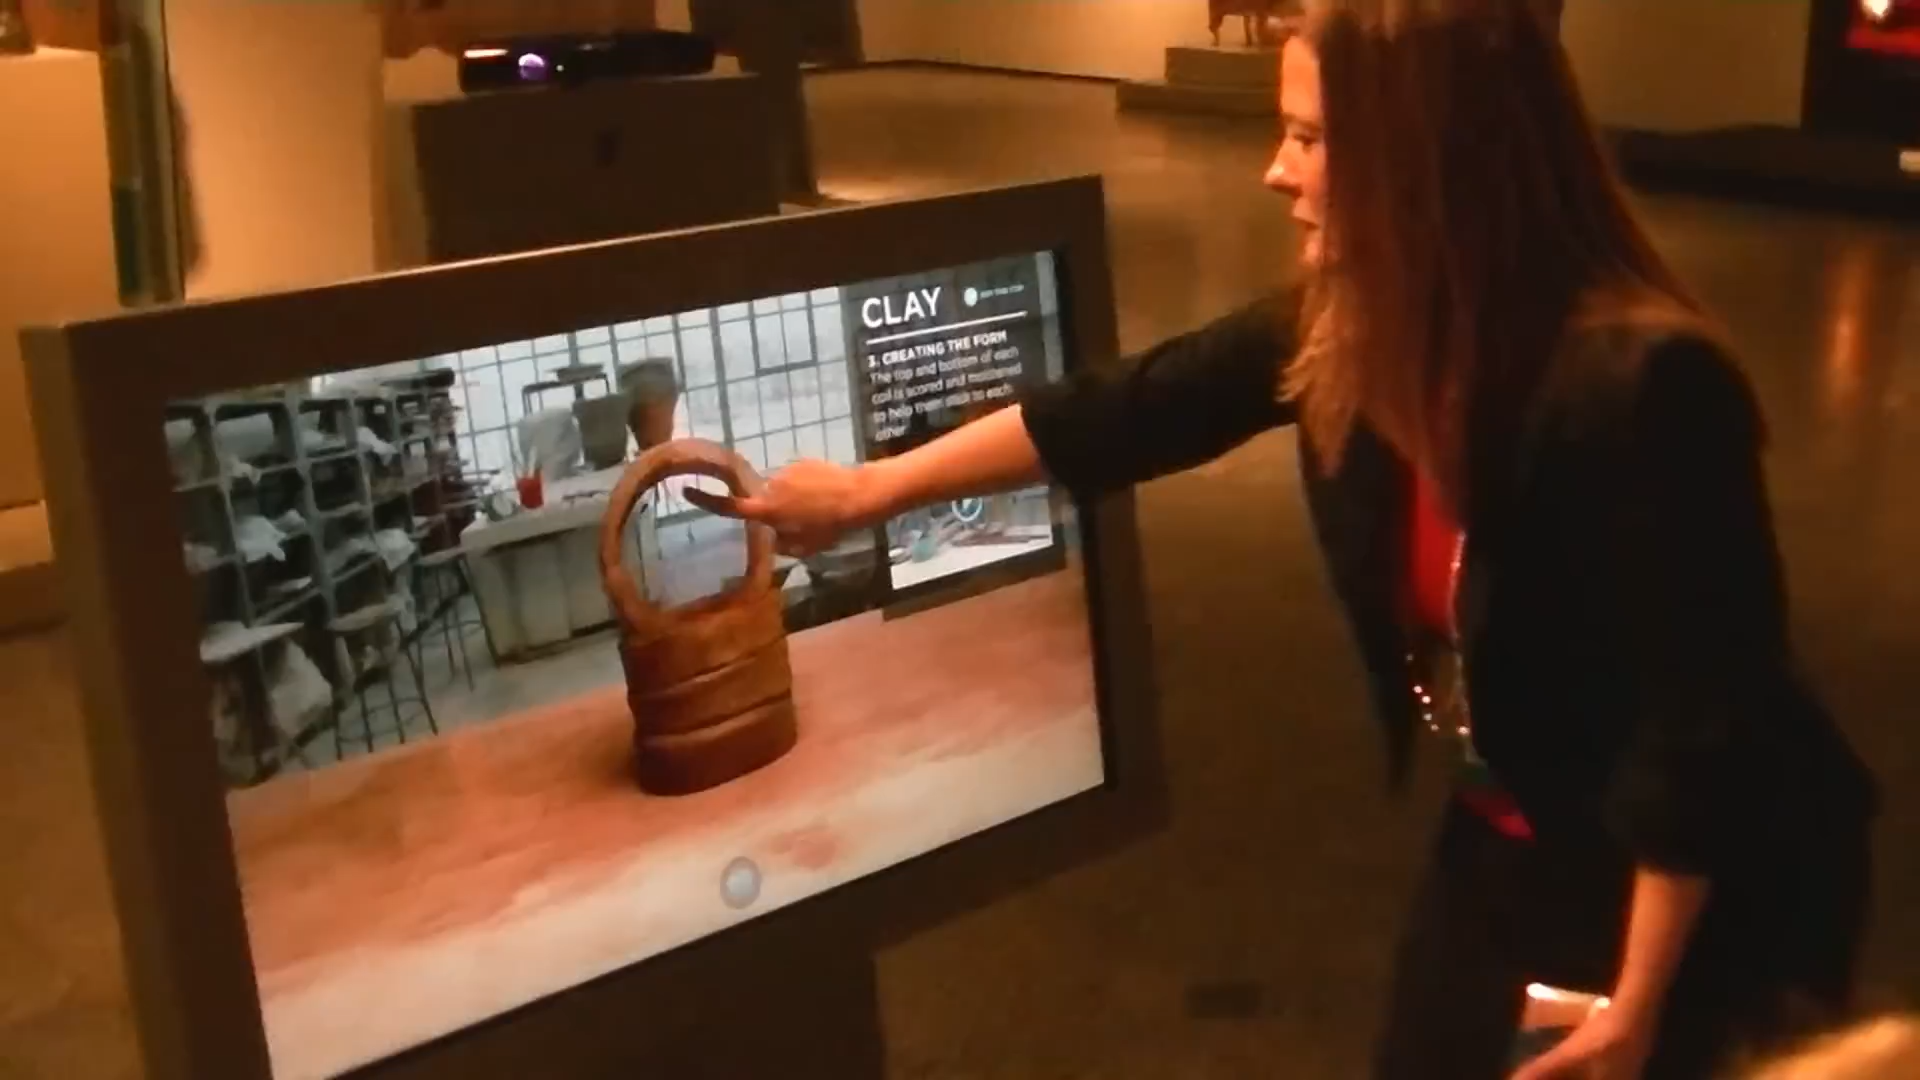 CLAY
3. CREATING THE FORM
The top and bottom of each
coil is scored and moistened
to help them stick to each
other.